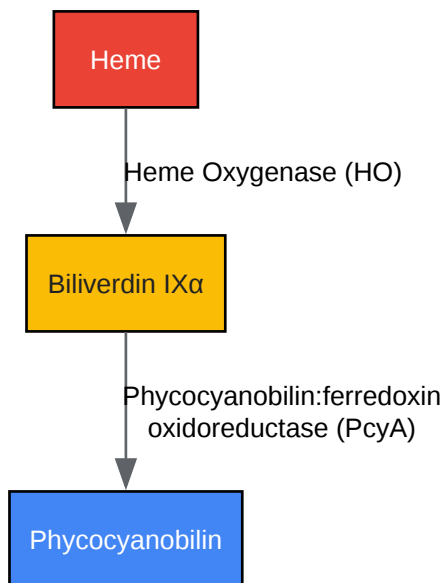 Heme
Heme Oxygenase (HO)
Biliverdin IXα
Phycocyanobilin:ferredoxin
oxidoreductase (PcyA)
Phycocyanobilin